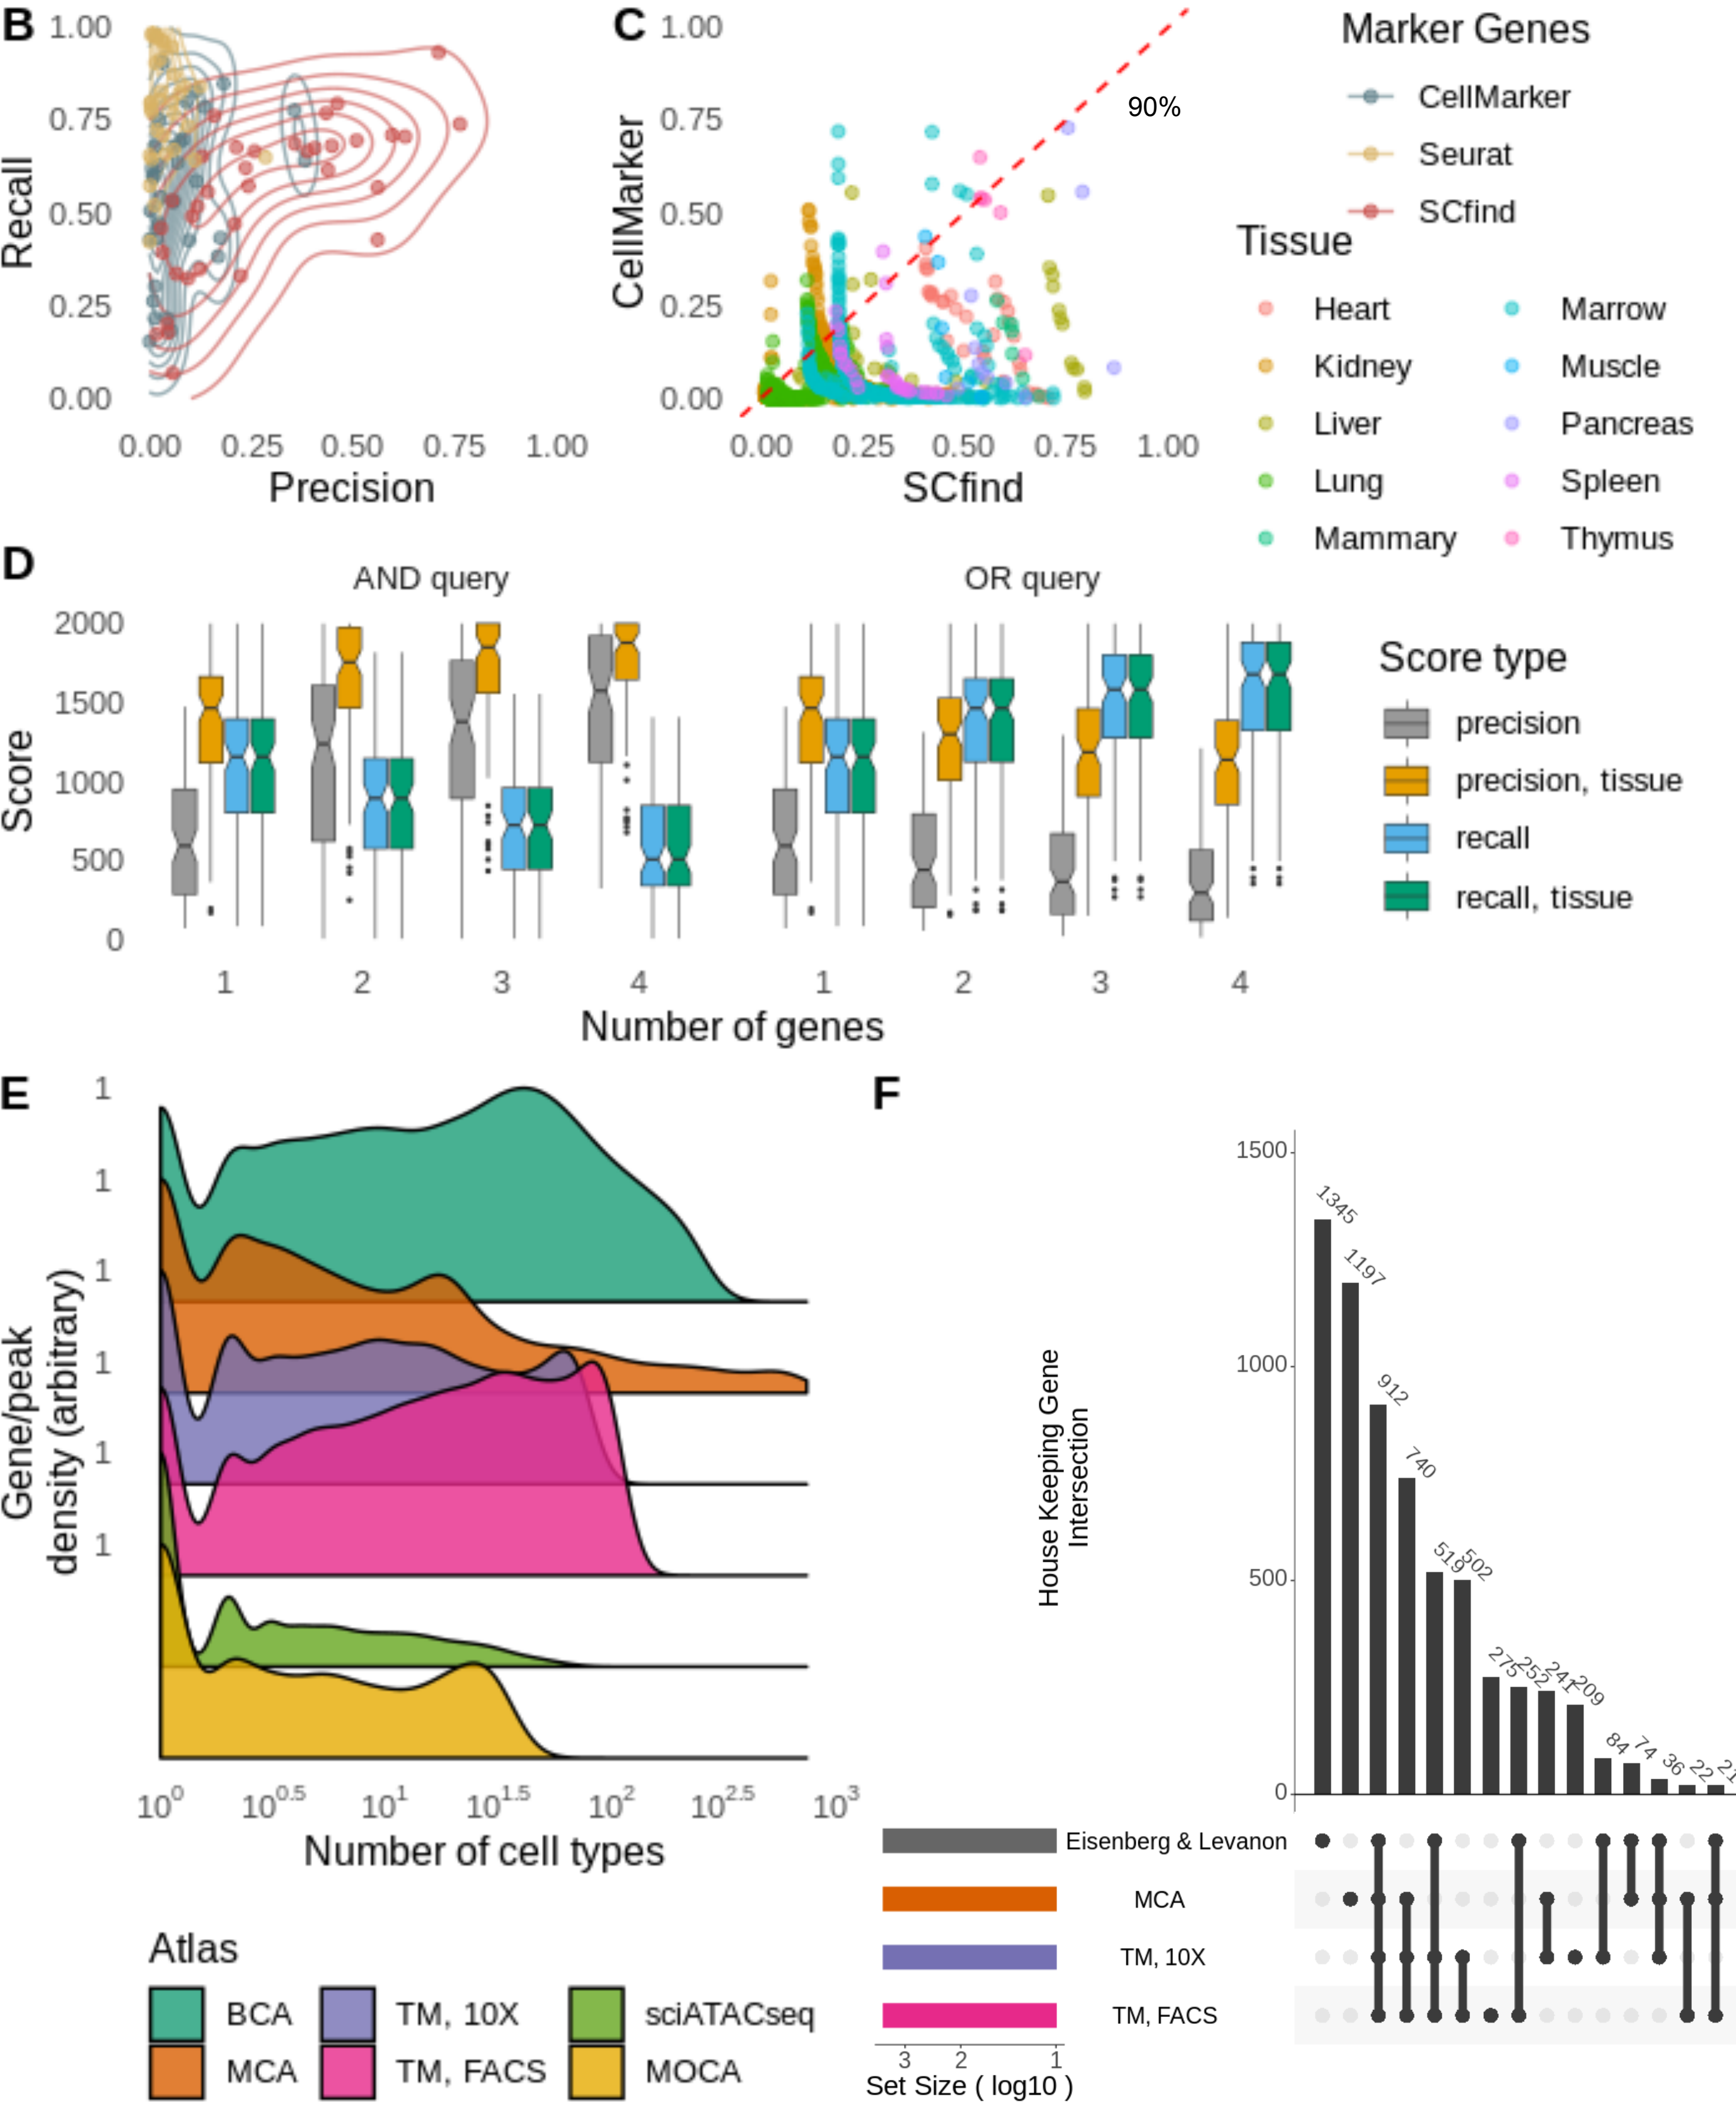 B
1.00
0.75
0.50
0.25
0.00
Recall
0.00 0.25 0.50 0.75 1.00
Precision
C
1.00
0.75
0.50
0.25
0.00
CellMarker
90%
0.00 0.25 0.50 0.75 1.00
SCfind
Marker Genes
CellMarker
Seurat
SCfind
Tissue
Heart Marrow
Kidney Muscle
Liver Pancreas
Lung Spleen
Mammary Thymus
D
AND query OR query
2000
1500
1000
500
0
Score
1 2 3 4 1 2 3 4
Number of genes
Score type
precision
precision, tissue
recall
recall, tissue
E
1
1
1
1
1
1
Gene/peak
density (arbitrary)
10^0 10^0.5 10^1 10^1.5 10^2 10^2.5 10^3
Number of cell types
Atlas
BCA TM, 10X sciATACseq
MCA TM, FACS MOCA
F
House Keeping Gene
Intersection
1500
1000
500
0
1345
1197
912
740
519
502
275
252
241
209
84
74
36
22
21
Eisenberg & Levanon
MCA
TM, 10X
TM, FACS
3 2 1
Set Size ( log10 )